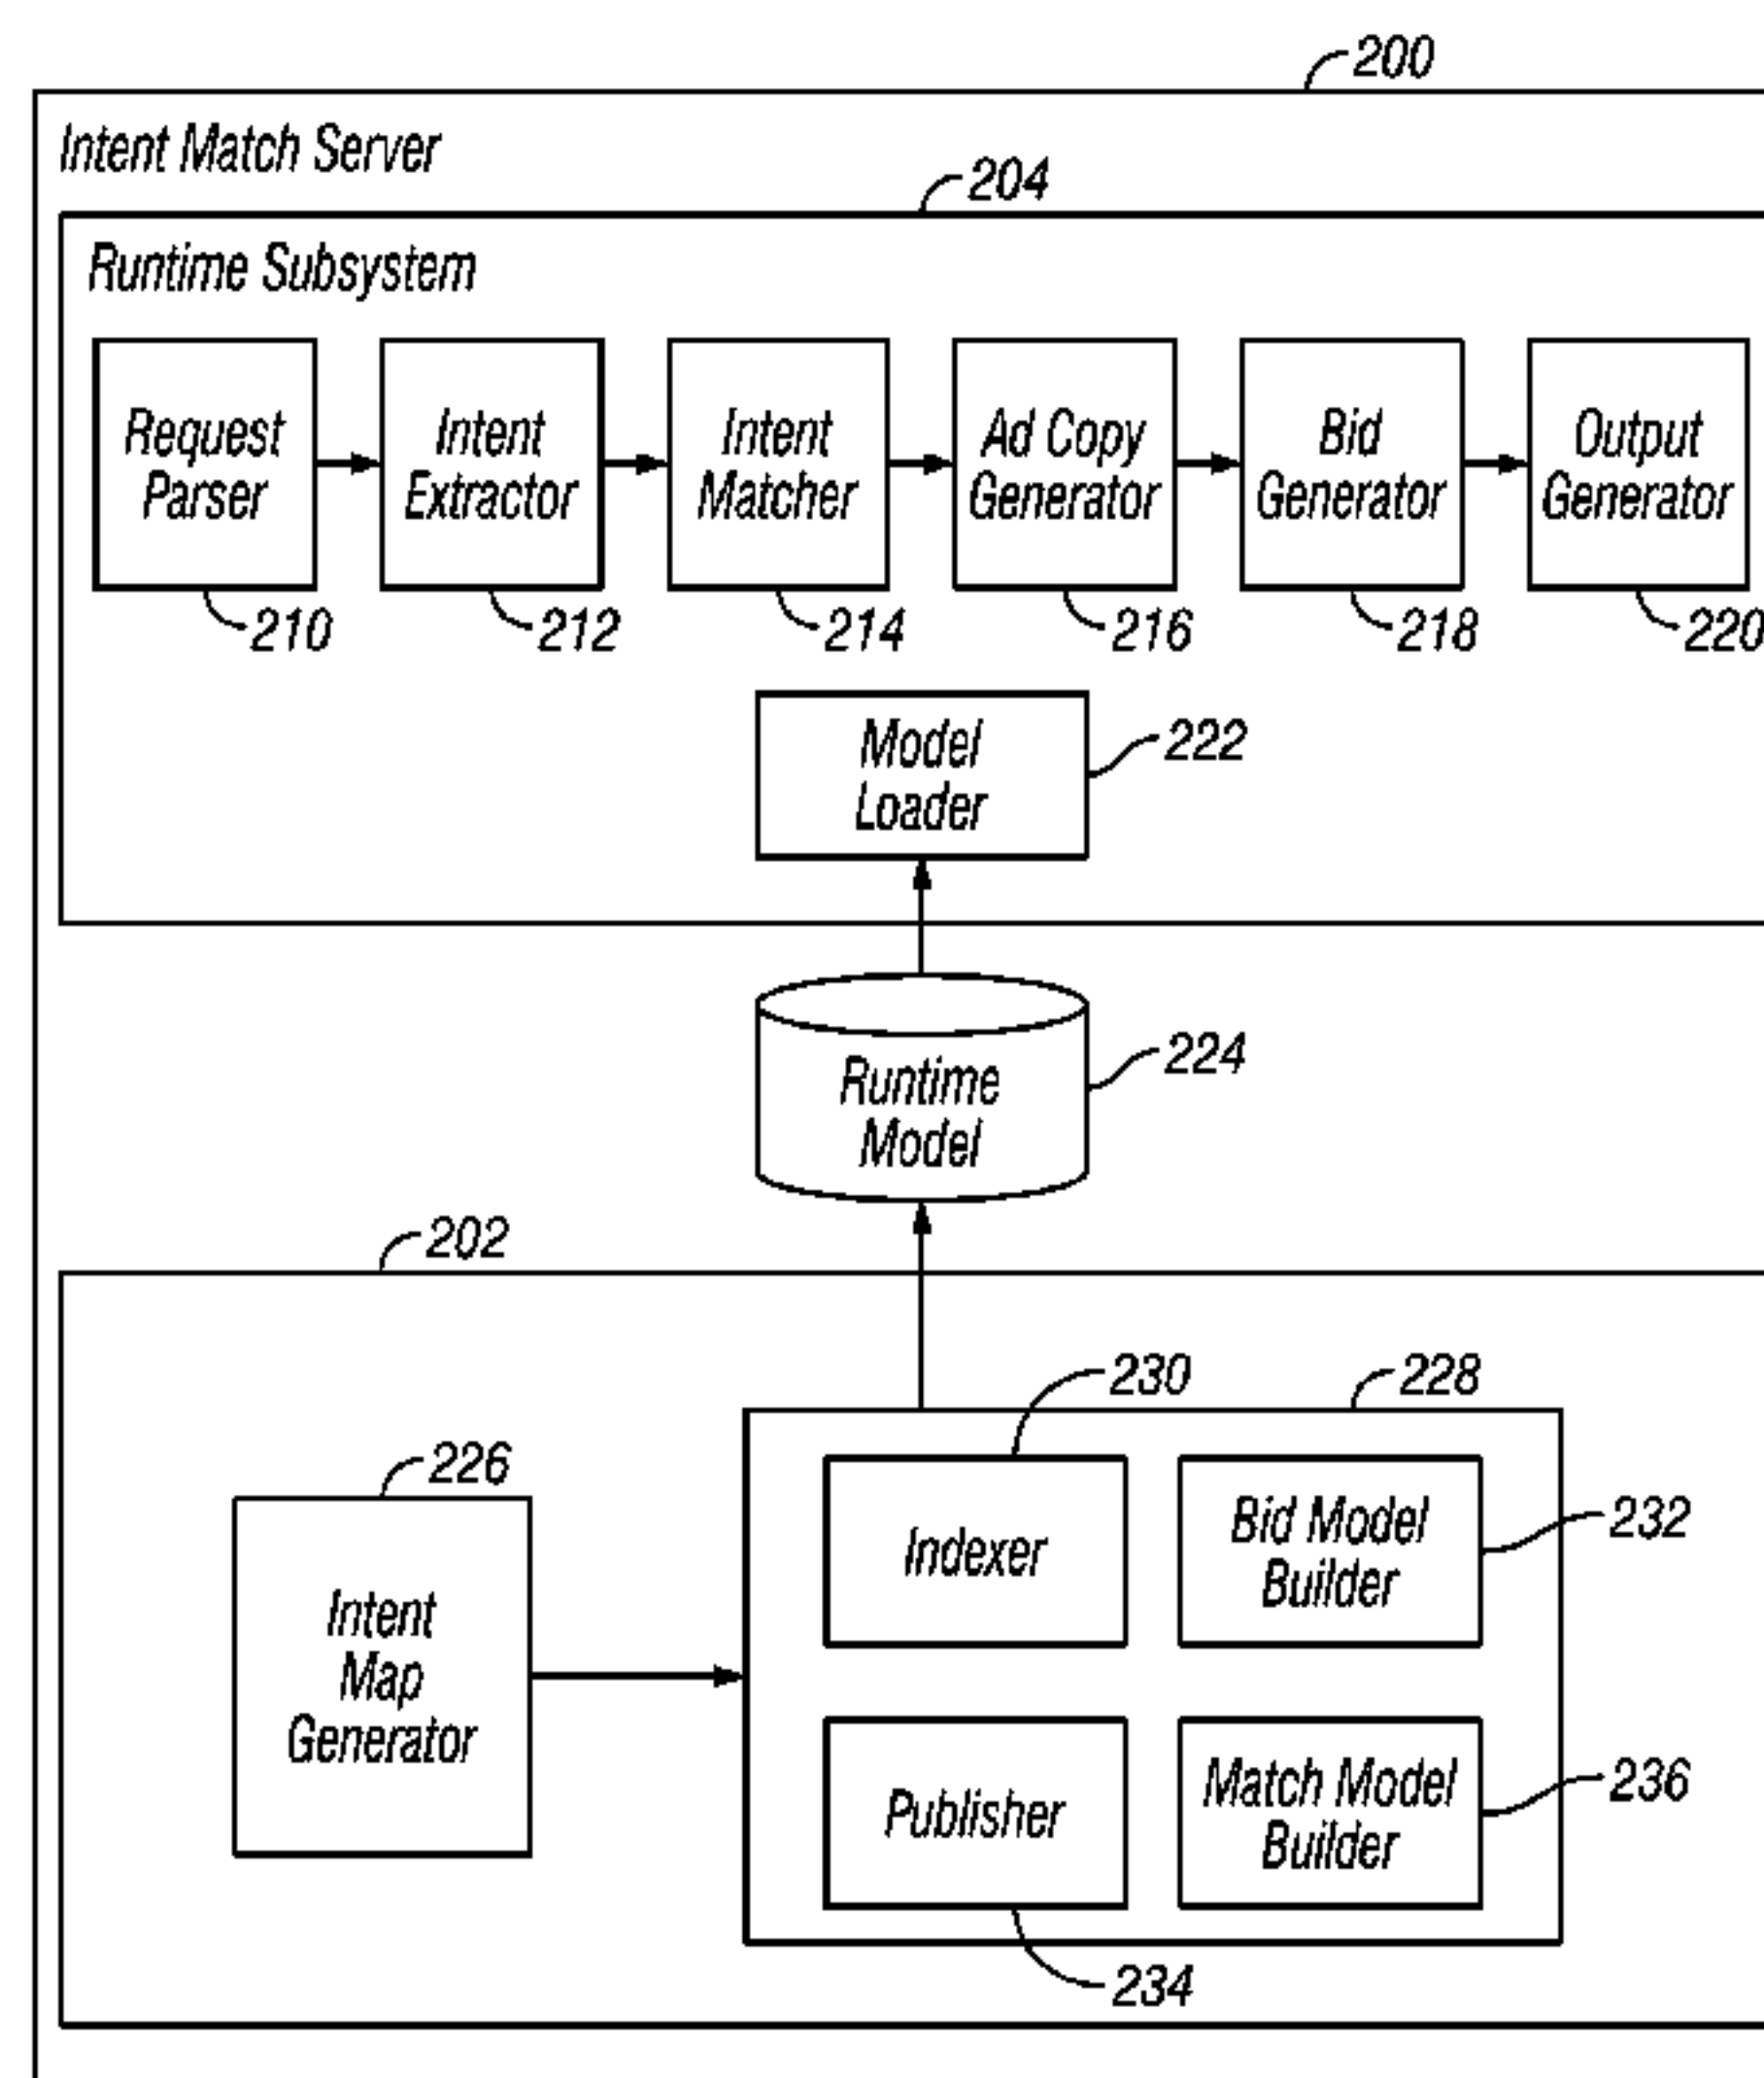 200
Intent Match Server
204
Runtime Subsystem
Request
Parser
Intent
Extractor
Intent
Matcher
Ad Copy
Generator
Bid
Generator
Output
Generator
210
212
214
216
218
220
Model
Loader
222
Runtime
Model
224
202
230
228
226
Intent
Map
Generator
Indexer
Bid Model
Builder
232
Publisher
Match Model
Builder
236
234